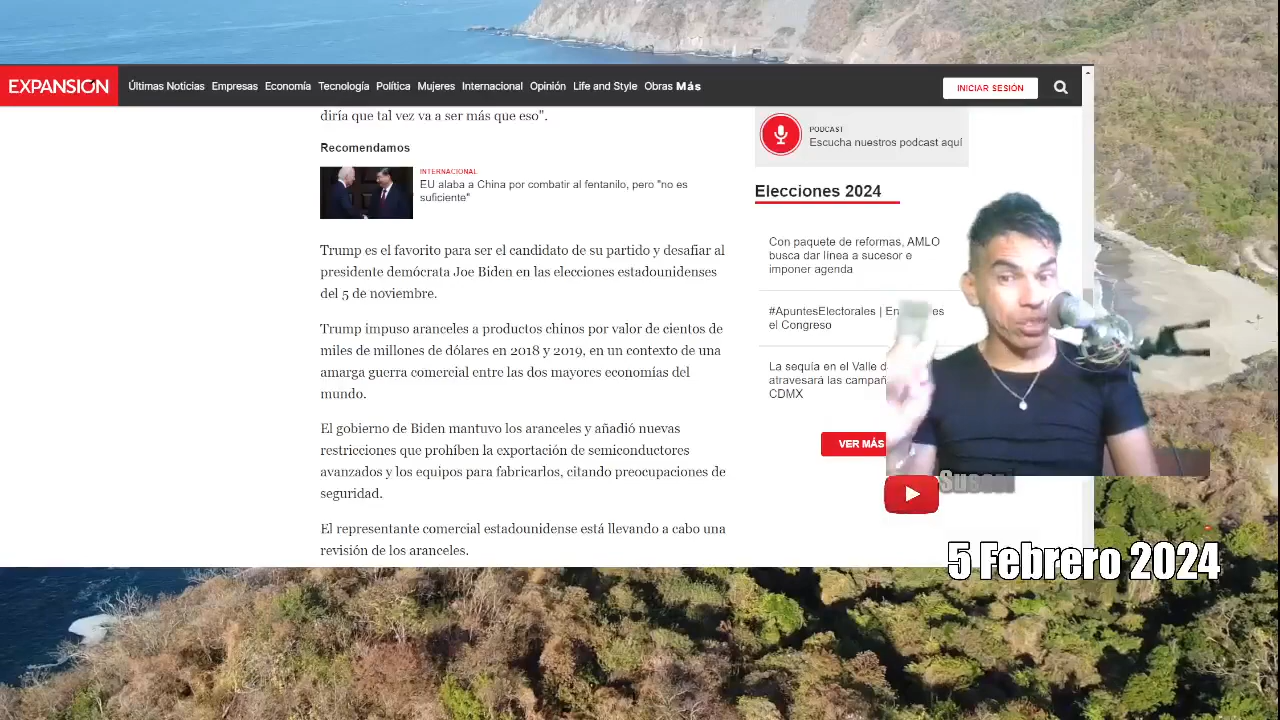 EXPANSIÓN
Últimas Noticias Empresas Economía Tecnología Política Mujeres Internacional Opinión Life and Style Obras Más
INICIAR SESIÓN
diría que tal vez va a ser más que eso".
Recomendamos
INTERNACIONAL
EU alaba a China por combatir al fentanilo, pero "no es
suficiente"
Trump es el favorito para ser el candidato de su partido y desafiar al
presidente demócrata Joe Biden en las elecciones estadounidenses
del 5 de noviembre.
Trump impuso aranceles a productos chinos por valor de cientos de
miles de millones de dólares en 2018 y 2019, en un contexto de una
amarga guerra comercial entre las dos mayores economías del
mundo.
El gobierno de Biden mantuvo los aranceles y añadió nuevas
restricciones que prohíben la exportación de semiconductores
avanzados y los equipos para fabricarlos, citando preocupaciones de
seguridad.
El representante comercial estadounidense está llevando a cabo una
revisión de los aranceles.
PODCAST
Escucha nuestros podcast aquí
Elecciones 2024
Con paquete de reformas, AMLO
busca dar línea a sucesor e
imponer agenda
#ApuntesElectorales |
el Congreso
La sequía en el Valle
atravesará las
CDMX
VER MÁS
5 Febrero 2024